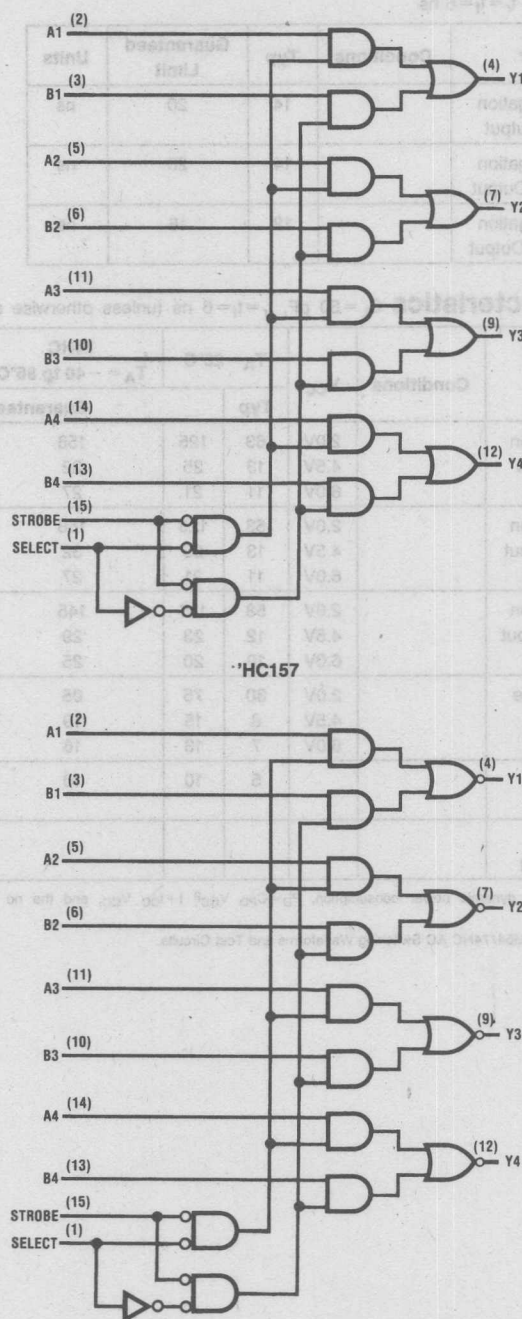 A1 (2)
(4) Y1
B1 (3)
A2 (5)
(7) Y2
B2 (6)
A3 (11)
(9) Y3
B3 (10)
A4 (14)
(12) Y4
B4 (13)
STROBE (15)
SELECT (1)
'HC157
A1 (2)
(4) Y1
B1 (3)
A2 (5)
(7) Y2
B2 (6)
A3 (11)
(9) Y3
B3 (10)
A4 (14)
(12) Y4
B4 (13)
STROBE (15)
SELECT (1)